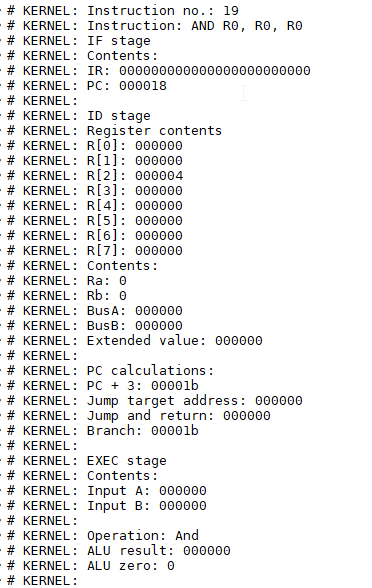 # KERNEL: Instruction no.: 19
# KERNEL: Instruction: AND R0, R0, R0
# KERNEL: IF stage
# KERNEL: Contents:
# KERNEL: IR: 000000000000000000000000
# KERNEL: PC: 000018
# KERNEL:
# KERNEL: ID stage
# KERNEL: Register contents
# KERNEL: R[0]: 000000
# KERNEL: R[1]: 000000
# KERNEL: R[2]: 000004
# KERNEL: R[3]: 000000
# KERNEL: R[4]: 000000
# KERNEL: R[5]: 000000
# KERNEL: R[6]: 000000
# KERNEL: R[7]: 000000
# KERNEL: Contents:
# KERNEL: Ra: 0
# KERNEL: Rb: 0
# KERNEL: BusA: 000000
# KERNEL: BusB: 000000
# KERNEL: Extended value: 000000
# KERNEL:
# KERNEL: PC calculations:
# KERNEL: PC + 3: 00001b
# KERNEL: Jump target address: 000000
# KERNEL: Jump and return: 000000
# KERNEL: Branch: 00001b
# KERNEL:
# KERNEL: EXEC stage
# KERNEL: Contents:
# KERNEL: Input A: 000000
# KERNEL: Input B: 000000
# KERNEL:
# KERNEL: Operation: And
# KERNEL: ALU result: 000000
# KERNEL: ALU zero: 0
# KERNEL: